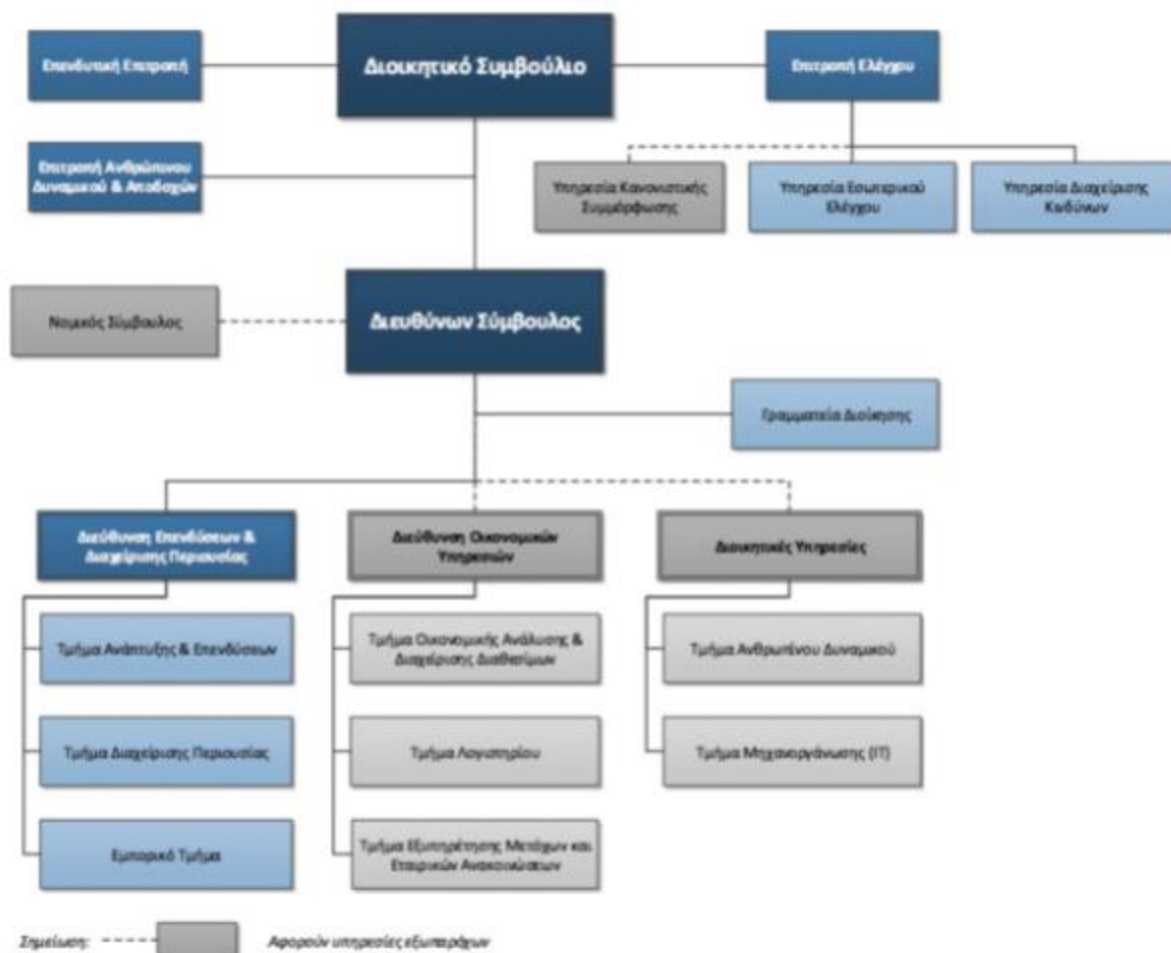 Διοικητικό Συμβούλιο
Επενδυτική Επιτροπή
Επιτροπή Ελέγχου
Επιτροπή Ανθρώπινου
Δυναμικού & Αποδοχών
Υπηρεσία Κανονιστικής
Συμμόρφωσης
Υπηρεσία Εσωτερικού
Ελέγχου
Υπηρεσία Διαχείρισης
Κινδύνων
Διευθύνων Σύμβουλος
Νομικός Σύμβουλος
Γραμματεία Διοίκησης
Διεύθυνση Επενδύσεων &
Διαχείρισης Περιουσίας
Διεύθυνση Οικονομικών
Υπηρεσιών
Διοικητικές Υπηρεσίες
Τμήμα Ανάπτυξης & Επενδύσεων
Τμήμα Οικονομικής Ανάλυσης &
Διαχείρισης Διαθεσίμων
Τμήμα Ανθρωπίνου Δυναμικού
Τμήμα Διαχείρισης Περιουσίας
Τμήμα Λογιστηρίου
Τμήμα Μηχανοργάνωσης (IT)
Εμπορικό Τμήμα
Τμήμα Εξυπηρέτησης Μετόχων και
Εταιρικών Ανακοινώσεων
Σημείωση:
Αφορούν υπηρεσίες εξωπαρόχων